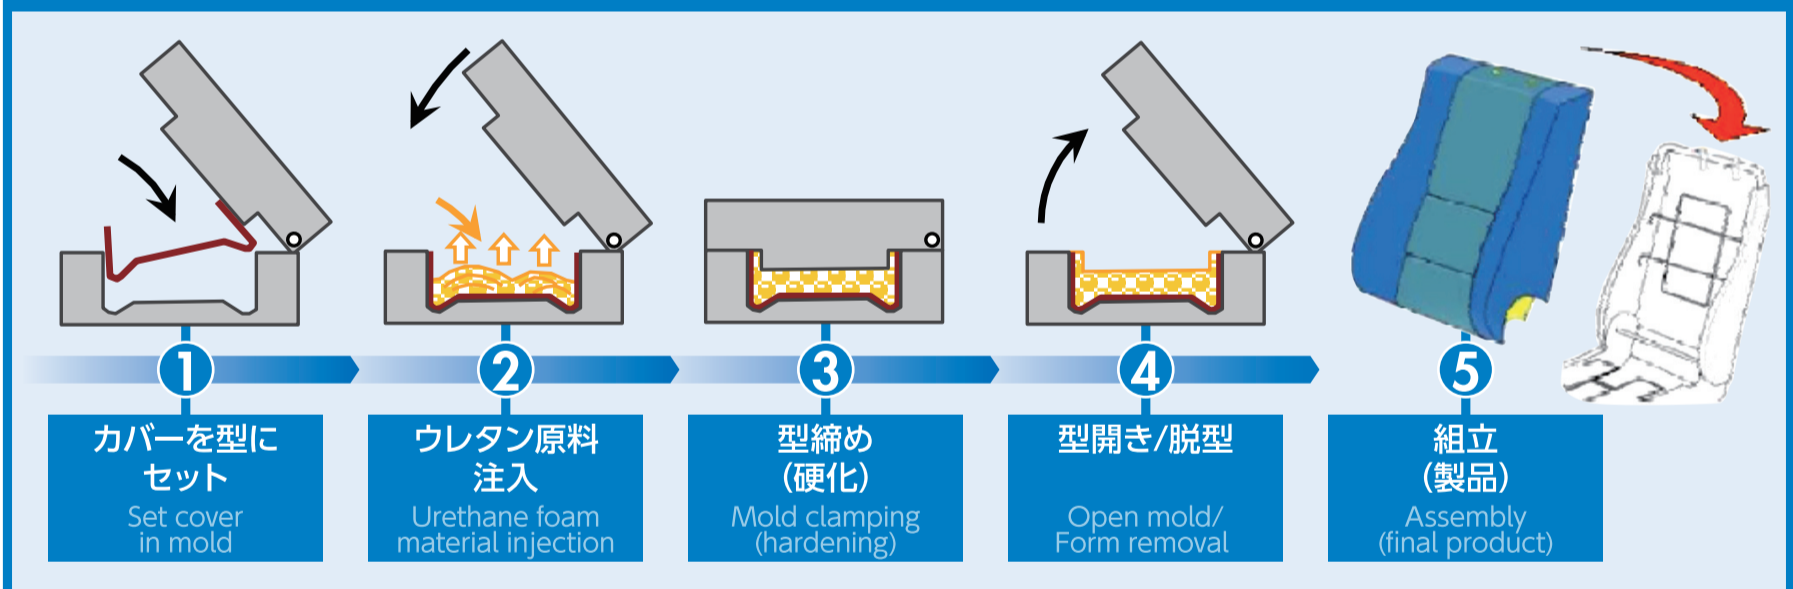 1
カバーを型に
セット
Set cover
in mold
2
ウレタン原料
注入
Urethane foam
material injection
3
型締め
（硬化）
Mold clamping
(hardening)
4
型開き/脱型
Open mold/
Form removal
5
組立
（製品）
Assembly
(final product)